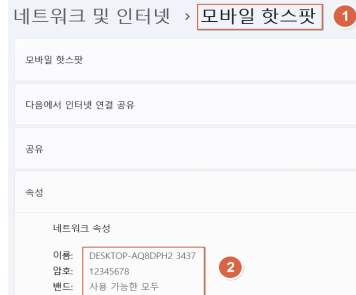 네트워크 및 인터넷 > 모바일 핫스팟 1
모바일 핫스팟
다음에서 인터넷 연결 공유
공유
속성
네트워크 속성
이름: DESKTOP-AQ8DPH2 3437
암호: 12345678
밴드: 사용 가능한 모두
2